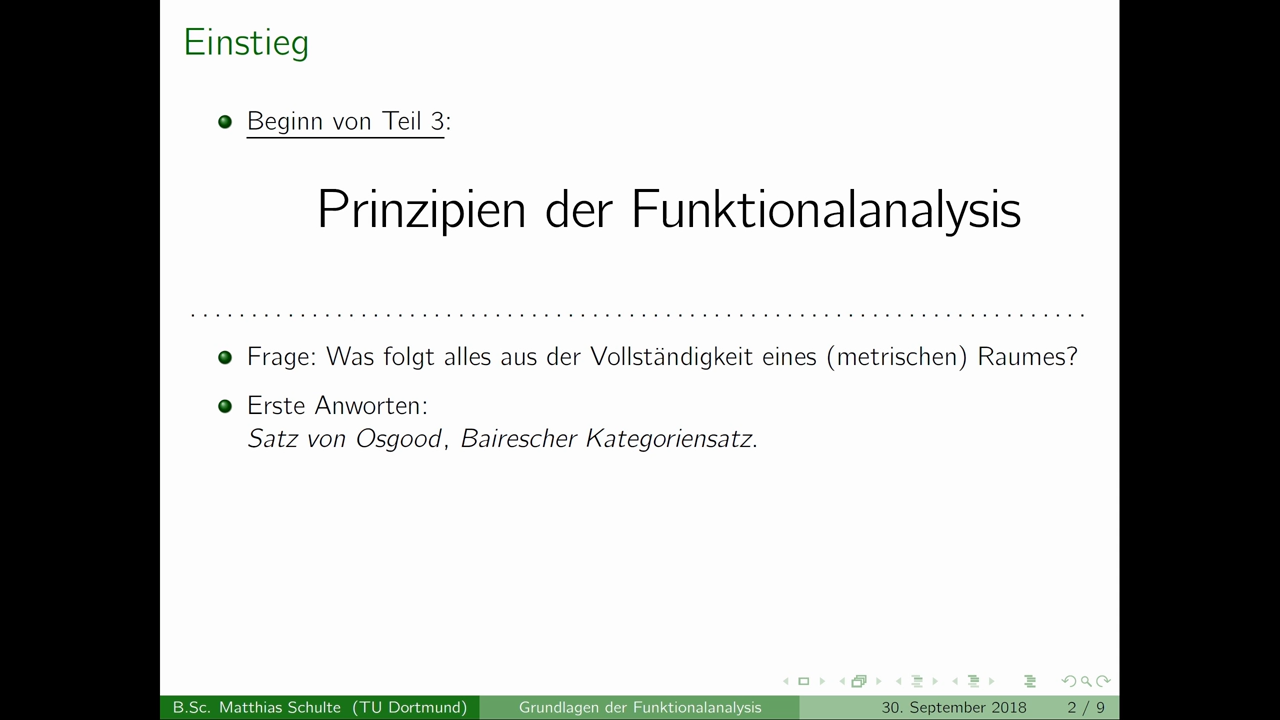 Einstieg
Beginn von Teil 3:
Prinzipien der Funktionalanalysis
Frage: Was folgt alles aus der Vollständigkeit eines (metrischen) Raumes?
Erste Anworten:
Satz von Osgood, Bairescher Kategoriensatz.
B.Sc. Matthias Schulte (TU Dortmund) Grundlagen der Funktionalanalysis 30. September 2018 2 / 9